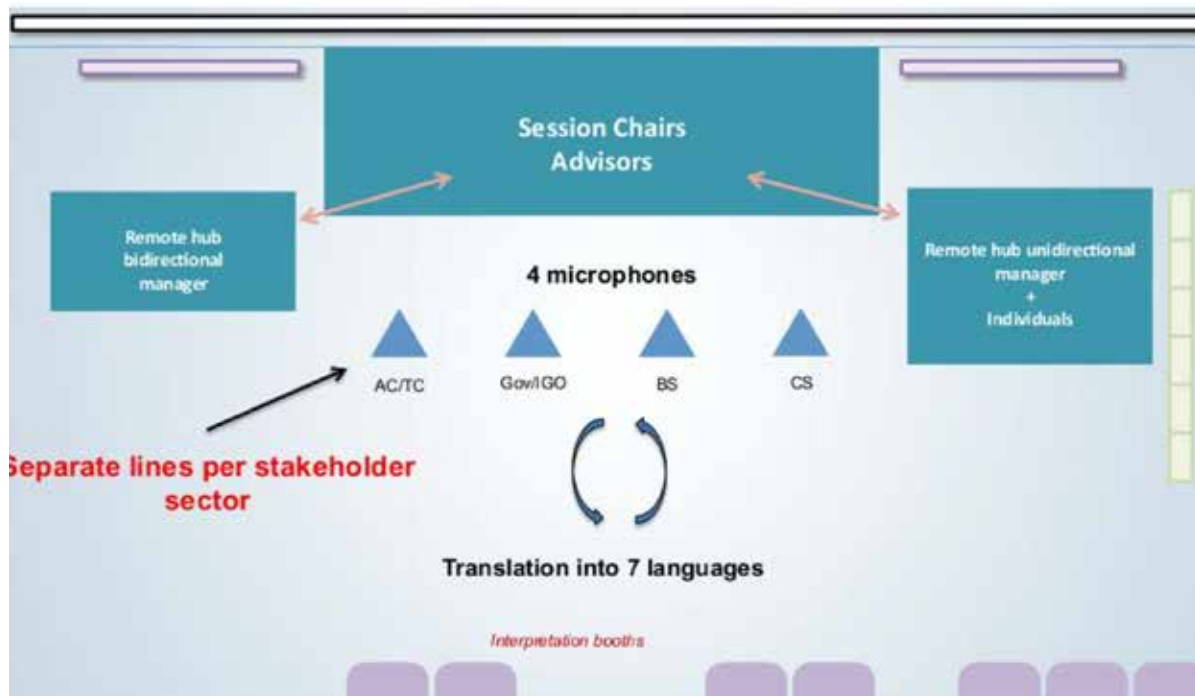 Session Chairs
Advisors
Remote hub
bidirectional
manager
Remote hub unidirectional
manager
+
Individuals
4 microphones
AC/TC
Gov/IGO
BS
CS
Separate lines per stakeholder
sector
Translation into 7 languages
Interpretation booths